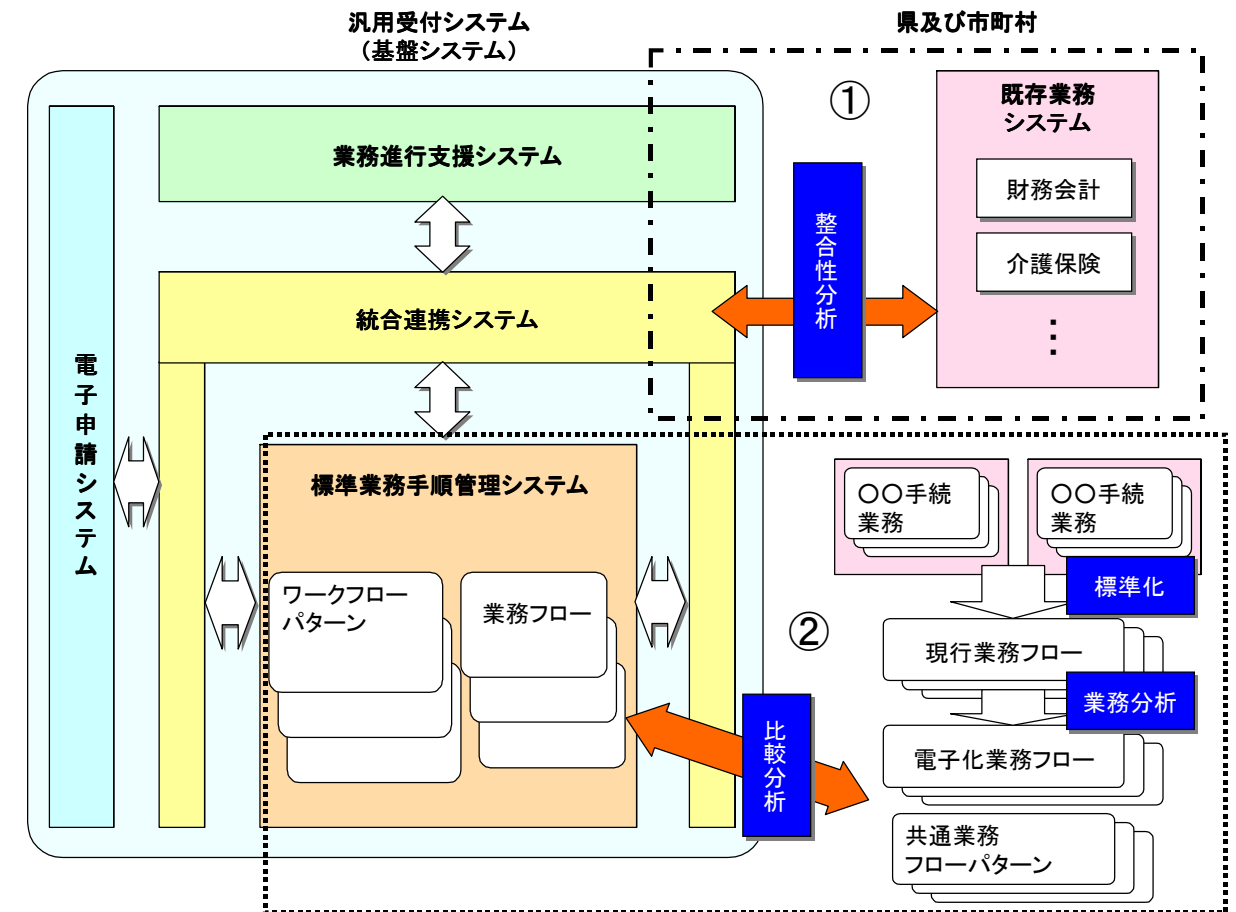 汎用受付システム
（基盤システム）
県及び市町村
①
既存業務
システム
財務会計
介護保険
⋮
整合性分析
業務進行支援システム
統合連携システム
電子申請システム
標準業務手順管理システム
ワークフロー
パターン
業務フロー
②
〇〇手続
業務
〇〇手続
業務
標準化
現行業務フロー
業務分析
電子化業務フロー
比較分析
共通業務
フローパターン